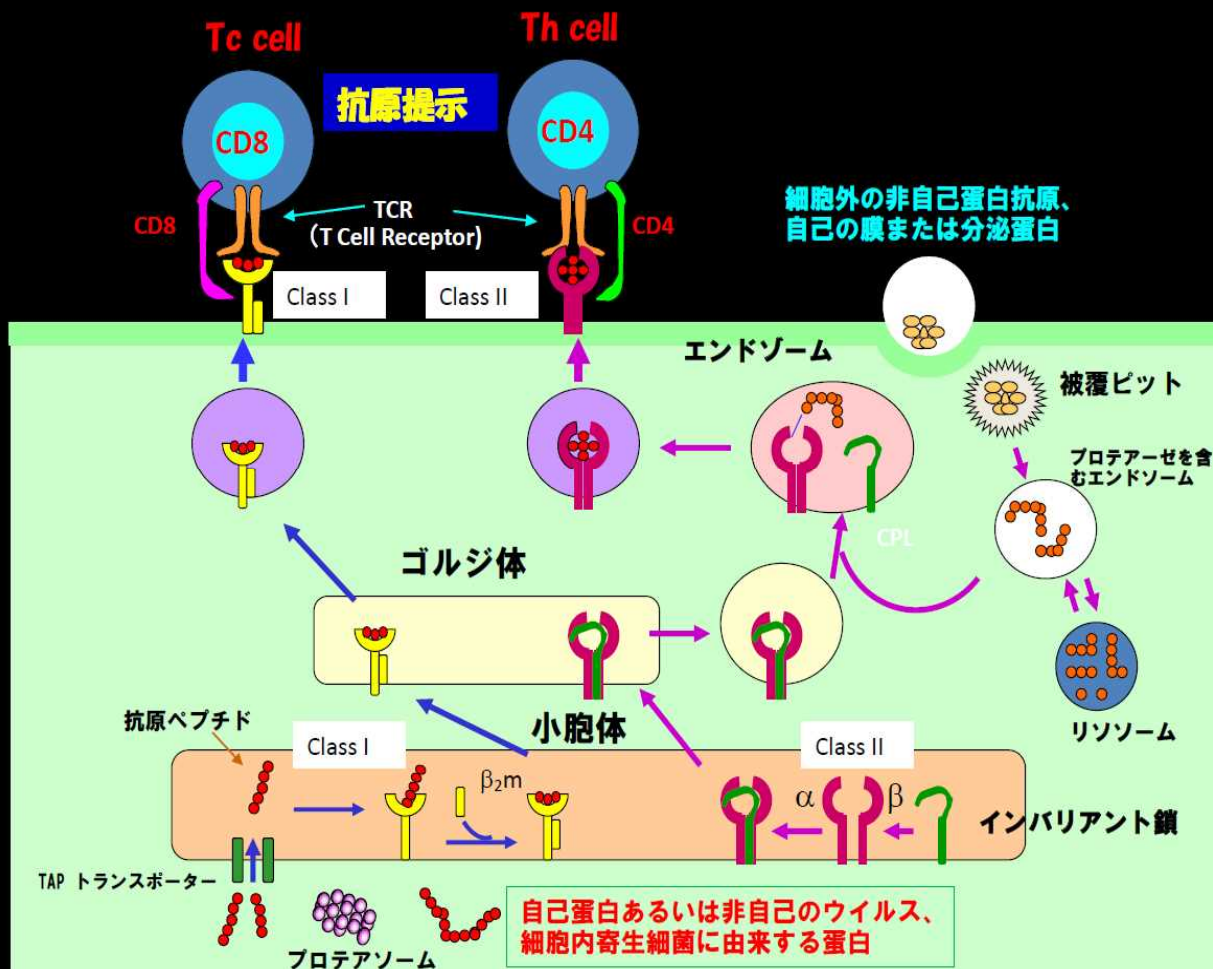 Tc cell
Th cell
抗原提示
CD8
CD4
CD8
TCR
（T Cell Receptor)
CD4
細胞外の非自己蛋白抗原、
自己の膜または分泌蛋白
Class I
Class II
エンドゾーム
被覆ピット
プロテアーゼを含
むエンドソーム
CPL
ゴルジ体
リソソーム
抗原ペプチド
小胞体
Class I
Class II
β2m
α
β
インバリアント鎖
TAP トランスポーター
プロテアソーム
自己蛋白あるいは非自己のウイルス、
細胞内寄生細菌に由来する蛋白